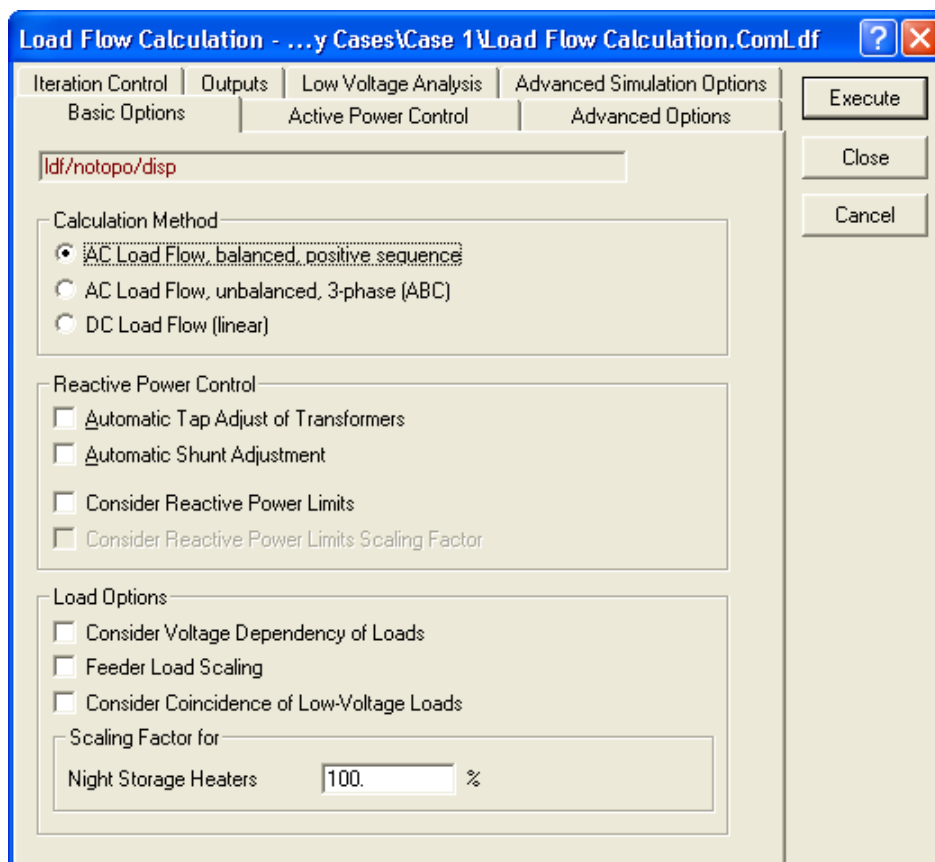 Load Flow Calculation - ...y Cases\Case 1\Load Flow Calculation.ComLdf ?
Iteration Control Outputs Low Voltage Analysis Advanced Simulation Options
Basic Options Active Power Control Advanced Options
Execute
Close
Cancel
ldf/notopo/disp
Calculation Method
AC Load Flow, balanced, positive sequence
AC Load Flow, unbalanced, 3-phase (ABC)
DC Load Flow (linear)
Reactive Power Control
Automatic Tap Adjust of Transformers
Automatic Shunt Adjustment
Consider Reactive Power Limits
Consider Reactive Power Limits Scaling Factor
Load Options
Consider Voltage Dependency of Loads
Feeder Load Scaling
Consider Coincidence of Low-Voltage Loads
Scaling Factor for
Night Storage Heaters 100. %